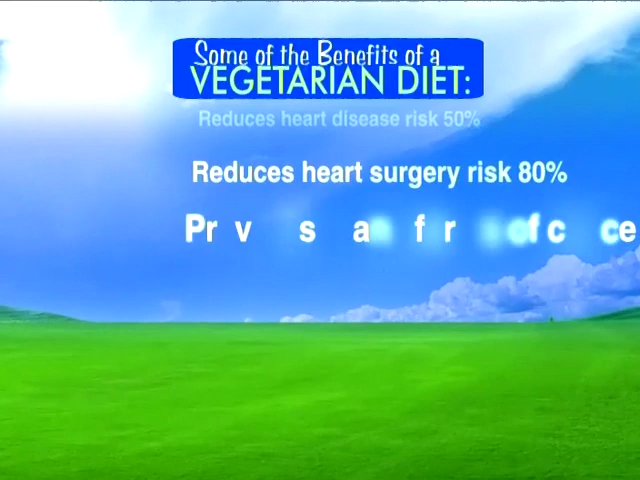 Some of the Benefits of a
VEGETARIAN DIET:
Reduces heart disease risk 50%
Reduces heart surgery risk 80%